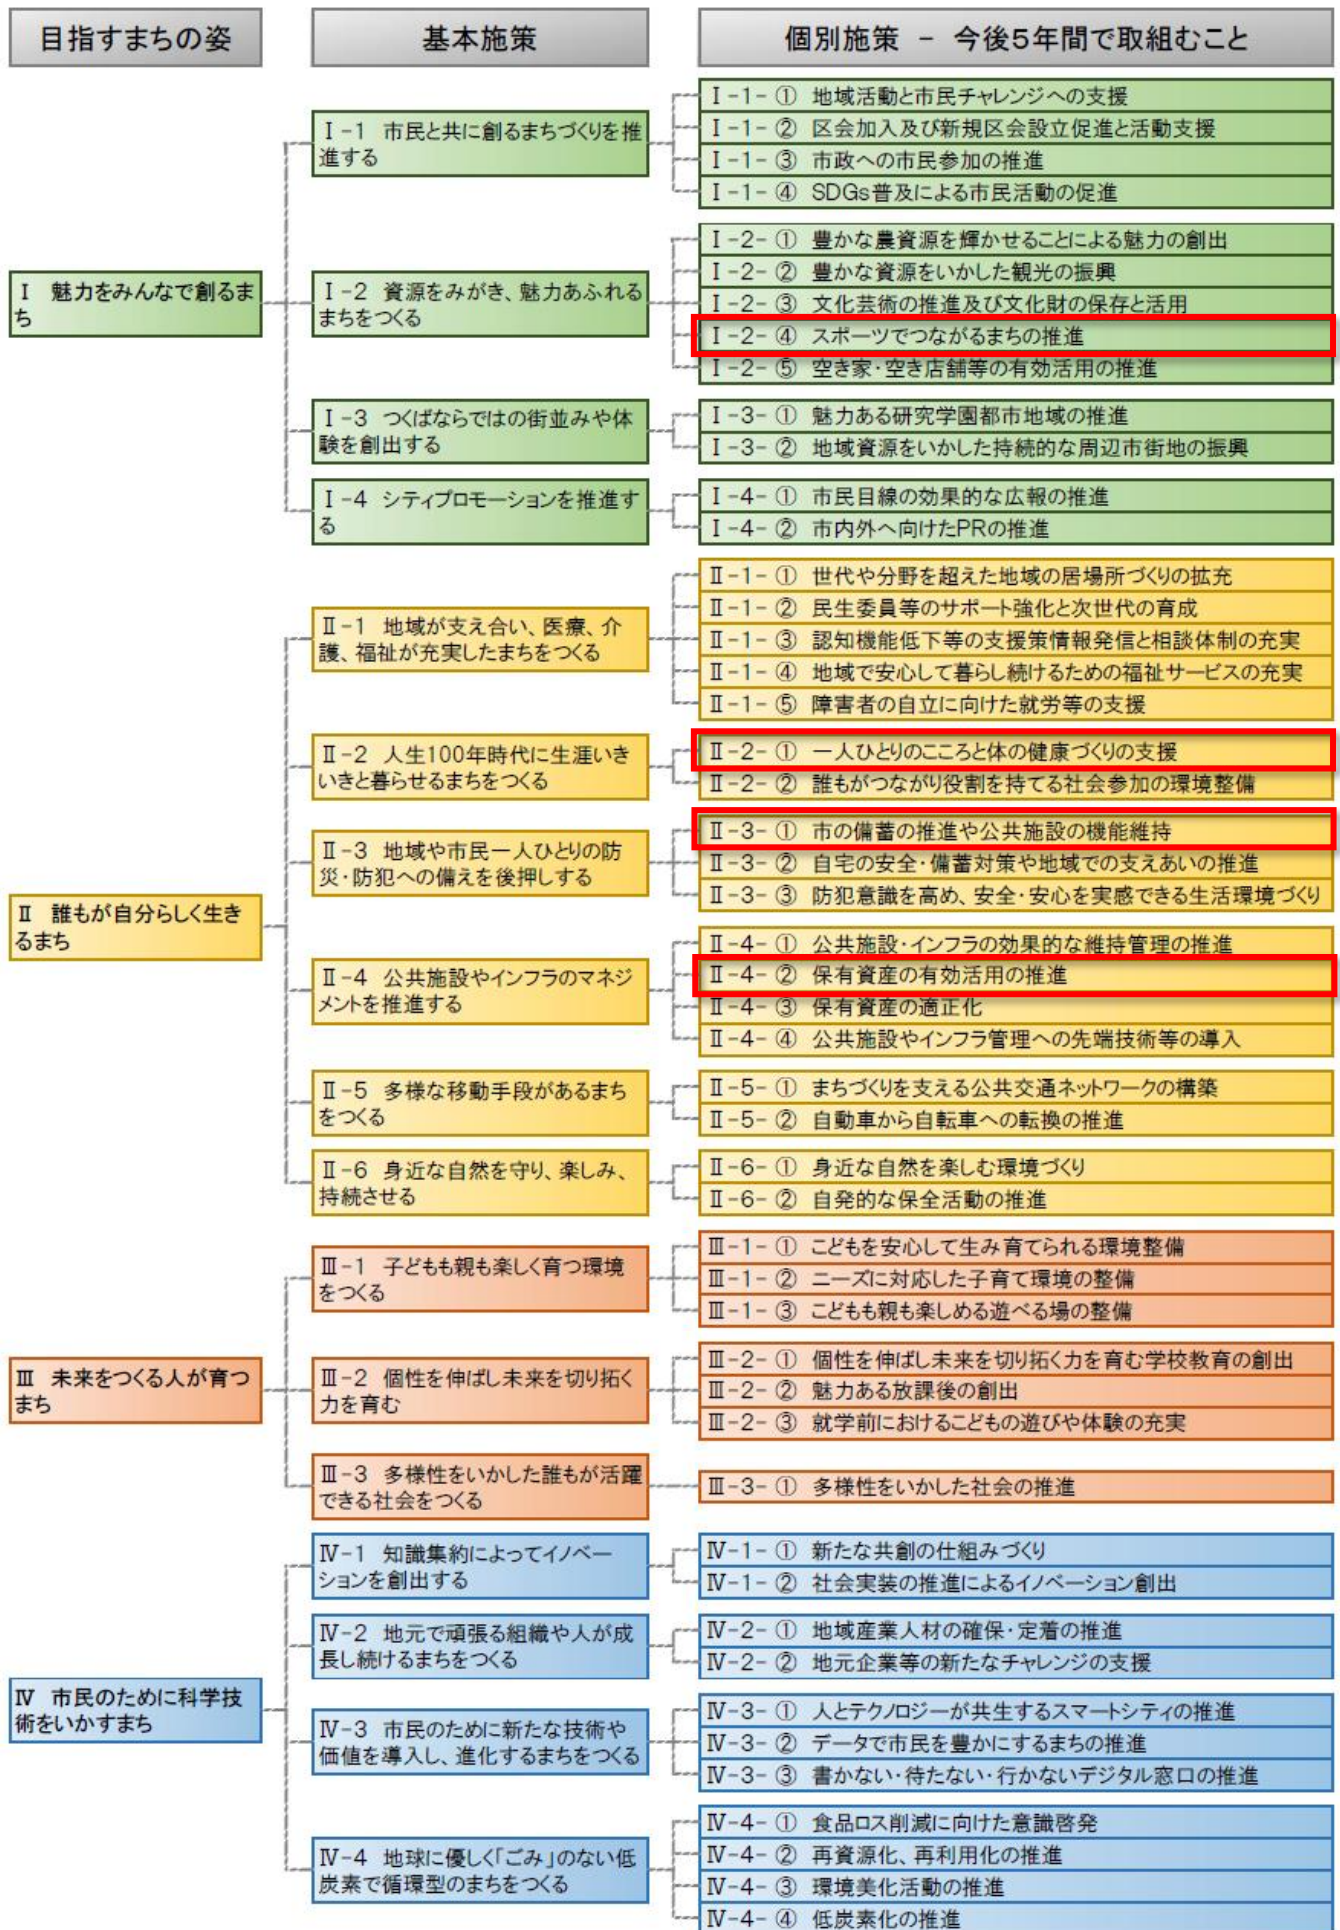 目指すまちの姿
基本施策
個別施策 - 今後5年間で取組むこと
Ⅰ 魅力をみんなで創るま
ち
Ⅰ-1 市民と共に創るまちづくりを推
進する
Ⅰ-1-① 地域活動と市民チャレンジへの支援
Ⅰ-1-② 区会加入及び新規区会設立促進と活動支援
Ⅰ-1-③ 市政への市民参加の推進
Ⅰ-1-④ SDGs普及による市民活動の促進
Ⅰ-2 資源をみがき、魅力あふれる
まちをつくる
Ⅰ-2-① 豊かな農資源を輝かせることによる魅力の創出
Ⅰ-2-② 豊かな資源をいかした観光の振興
Ⅰ-2-③ 文化芸術の推進及び文化財の保存と活用
Ⅰ-2-④ スポーツでつながるまちの推進
Ⅰ-2-⑤ 空き家・空き店舗等の有効活用の推進
Ⅰ-3 つくばならではの街並みや体
験を創出する
Ⅰ-3-① 魅力ある研究学園都市地域の推進
Ⅰ-3-② 地域資源をいかした持続的な周辺市街地の振興
Ⅰ-4 シティプロモーションを推進す
る
Ⅰ-4-① 市民目線の効果的な広報の推進
Ⅰ-4-② 市内外へ向けたPRの推進
Ⅱ 誰もが自分らしく生き
るまち
Ⅱ-1 地域が支え合い、医療、介
護、福祉が充実したまちをつくる
Ⅱ-1-① 世代や分野を超えた地域の居場所づくりの拡充
Ⅱ-1-② 民生委員等のサポート強化と次世代の育成
Ⅱ-1-③ 認知機能低下等の支援策情報発信と相談体制の充実
Ⅱ-1-④ 地域で安心して暮らし続けるための福祉サービスの充実
Ⅱ-1-⑤ 障害者の自立に向けた就労等の支援
Ⅱ-2 人生100年時代に生涯いき
いきと暮らせるまちをつくる
Ⅱ-2-① 一人ひとりのこころと体の健康づくりの支援
Ⅱ-2-② 誰もがつながり役割を持てる社会参加の環境整備
Ⅱ-3 地域や市民一人ひとりの防
災・防犯への備えを後押しする
Ⅱ-3-① 市の備蓄の推進や公共施設の機能維持
Ⅱ-3-② 自宅の安全・備蓄対策や地域での支えあいの推進
Ⅱ-3-③ 防犯意識を高め、安全・安心を実感できる生活環境づくり
Ⅱ-4 公共施設やインフラのマネジ
メントを推進する
Ⅱ-4-① 公共施設・インフラの効果的な維持管理の推進
Ⅱ-4-② 保有資産の有効活用の推進
Ⅱ-4-③ 保有資産の適正化
Ⅱ-4-④ 公共施設やインフラ管理への先端技術等の導入
Ⅱ-5 多様な移動手段があるまち
をつくる
Ⅱ-5-① まちづくりを支える公共交通ネットワークの構築
Ⅱ-5-② 自動車から自転車への転換の推進
Ⅱ-6 身近な自然を守り、楽しみ、
持続させる
Ⅱ-6-① 身近な自然を楽しむ環境づくり
Ⅱ-6-② 自発的な保全活動の推進
Ⅲ 未来をつくる人が育つ
まち
Ⅲ-1 子どもも親も楽しく育つ環境
をつくる
Ⅲ-1-① こどもを安心して生み育てられる環境整備
Ⅲ-1-② ニーズに対応した子育て環境の整備
Ⅲ-1-③ こどもも親も楽しめる遊べる場の整備
Ⅲ-2 個性を伸ばし未来を切り拓く
力を育む
Ⅲ-2-① 個性を伸ばし未来を切り拓く力を育む学校教育の創出
Ⅲ-2-② 魅力ある放課後の創出
Ⅲ-2-③ 就学前におけるこどもの遊びや体験の充実
Ⅲ-3 多様性をいかした誰もが活躍
できる社会をつくる
Ⅲ-3-① 多様性をいかした社会の推進
Ⅳ 市民のために科学技
術をいかすまち
Ⅳ-1 知識集約によってイノベー
ションを創出する
Ⅳ-1-① 新たな共創の仕組みづくり
Ⅳ-1-② 社会実装の推進によるイノベーション創出
Ⅳ-2 地元で頑張る組織や人が成
長し続けるまちをつくる
Ⅳ-2-① 地域産業人材の確保・定着の推進
Ⅳ-2-② 地元企業等の新たなチャレンジの支援
Ⅳ-3 市民のために新たな技術や
価値を導入し、進化するまちをつくる
Ⅳ-3-① 人とテクノロジーが共生するスマートシティの推進
Ⅳ-3-② データで市民を豊かにするまちの推進
Ⅳ-3-③ 書かない・待たない・行かないデジタル窓口の推進
Ⅳ-4 地球に優しく「ごみ」のない低
炭素で循環型のまちをつくる
Ⅳ-4-① 食品ロス削減に向けた意識啓発
Ⅳ-4-② 再資源化、再利用化の推進
Ⅳ-4-③ 環境美化活動の推進
Ⅳ-4-④ 低炭素化の推進